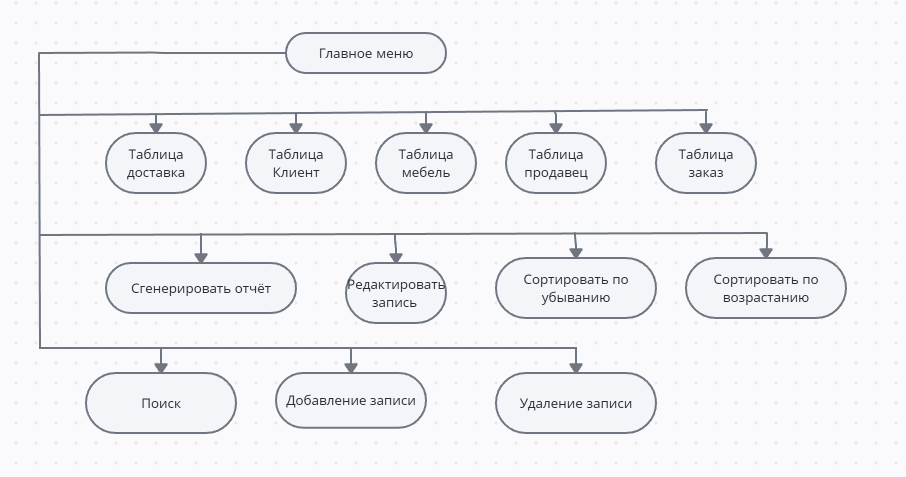 Главное меню
Таблица
доставка
Таблица
Клиент
Таблица
мебель
Таблица
продавец
Таблица
заказ
Сгенерировать отчёт
Редактировать
запись
Сортировать по
убыванию
Сортировать по
возрастанию
Поиск
Добавление записи
Удаление записи